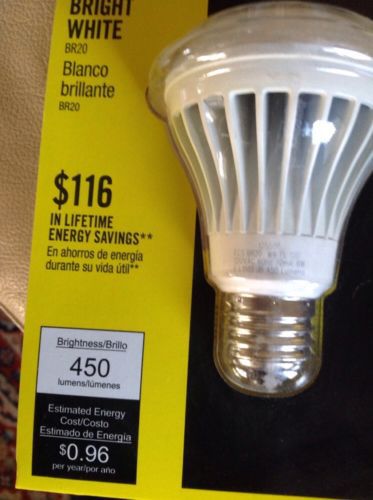 BRIGHT
WHITE
BR20
Blanco
brillante
BR20
$116
IN LIFETIME
ENERGY SAVINGS**
En ahorros de energía
durante su vida útil**
Brightness/Brillo
450
lumens/lúmenes
Estimated Energy
Cost/Costo
Estimado de Energía
$0.96
per year/por año